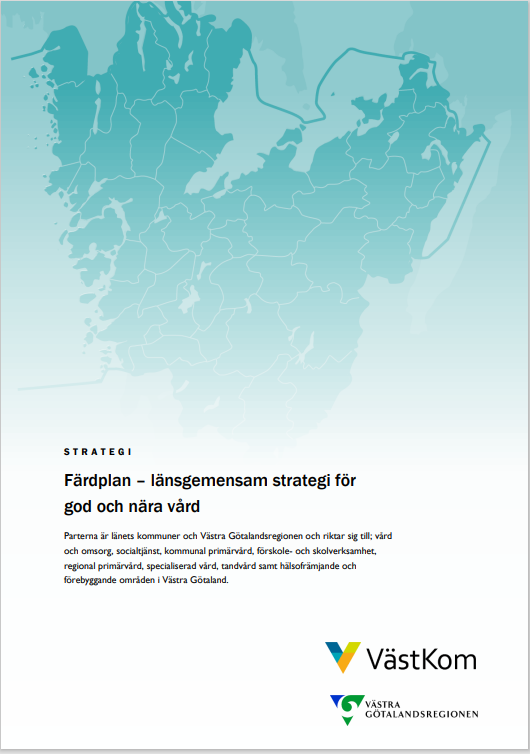 STRATEGI
Färdplan – länsgemensam strategi för
god och nära vård
Parterna är länets kommuner och Västra Götalandsregionen och riktar sig till; vård
och omsorg, socialtjänst, kommunal primärvård, förskole- och skolverksamhet,
regional primärvård, specialiserad vård, tandvård samt hälsofrämjande och
förebyggande områden i Västra Götaland.
VästKom
VÄSTRA
GÖTALANDSREGIONEN